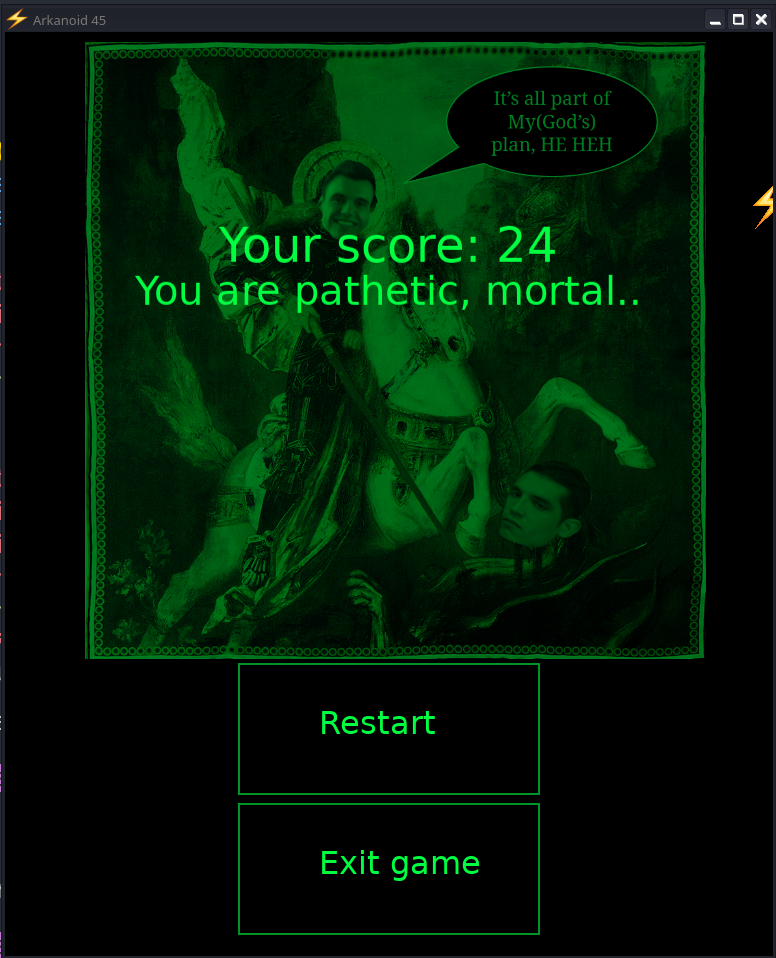 Arkanoid 45
It’s all part of
My(God’s)
plan, HE HEH
Your score: 24
You are pathetic, mortal..
Restart
Exit game